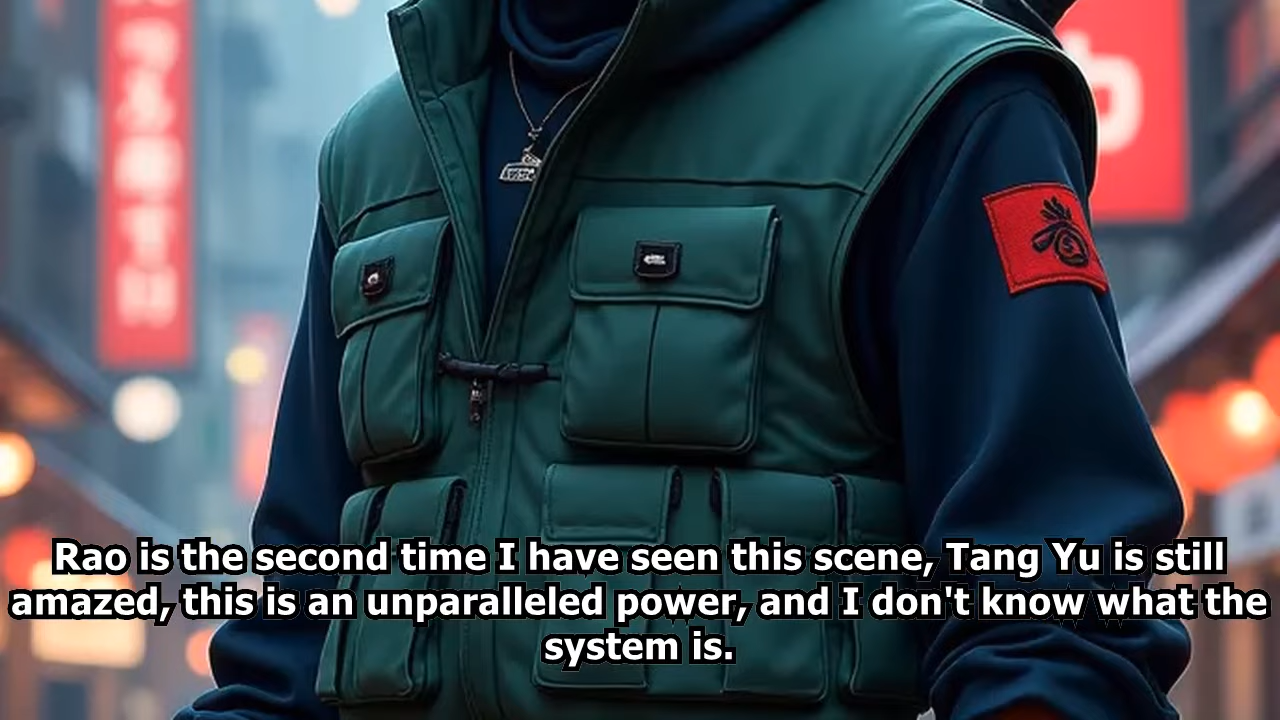 Rao is the second time I have seen this scene, Tang Yu is still
amazed, this is an unparalleled power, and I don't know what the
system is.